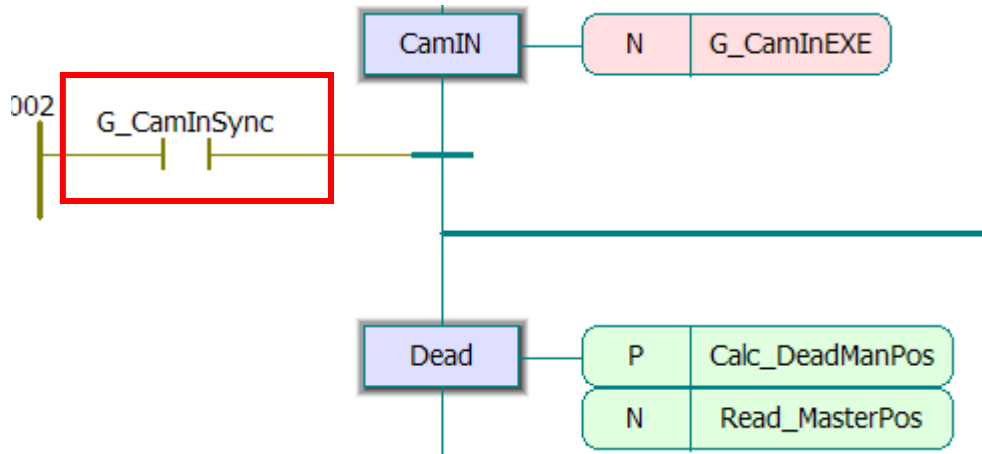 CamIN N G_CamInEXE
002
G_CamInSync
Dead P Calc_DeadManPos
N Read_MasterPos